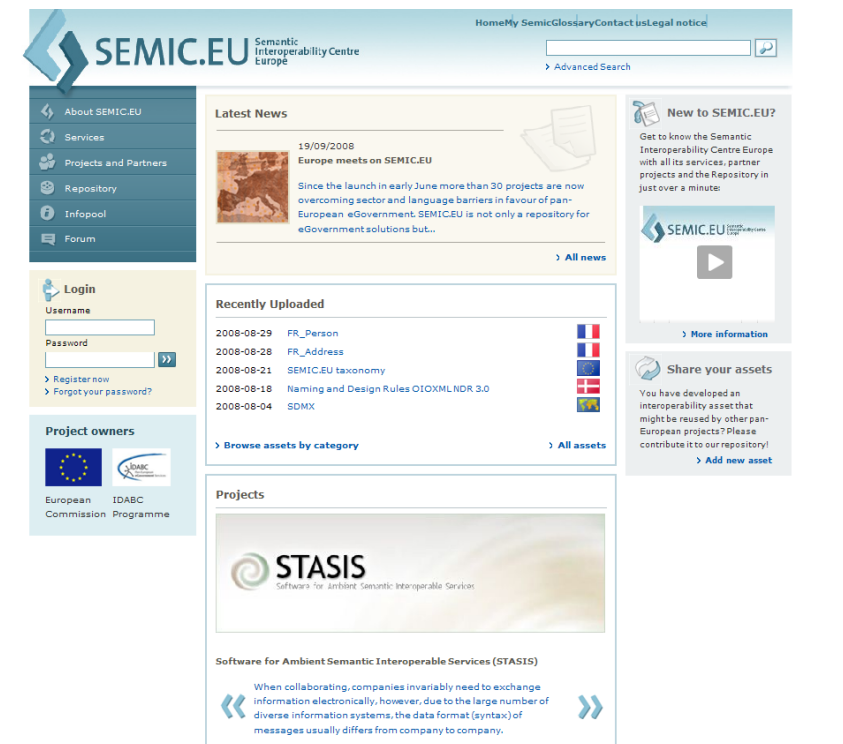 HomeMy SemicGlossaryContact usLegal notice
SEMIC.EU
Semantic
Interoperability Centre
Europe
Advanced Search
About SEMIC.EU
Services
Projects and Partners
Repository
Infopool
Forum
Login
Username
Password
Register now
Forgot your password?
Project owners
IDABC
European
Commission
IDABC
Programme
Latest News
19/09/2008
Europe meets on SEMIC.EU
Since the launch in early June more than 30 projects are now
overcoming sector and language barriers in favour of pan-
European eGovernment. SEMIC.EU is not only a repository for
eGovernment solutions but...
All news
Recently Uploaded
2008-08-29 FR_Person
2008-08-28 FR_Address
2008-08-21 SEMIC.EU taxonomy
2008-08-18 Naming and Design Rules OIOXML NDR 3.0
2008-08-04 SDMX
Browse assets by category
All assets
Projects
STASIS
Software for Ambient Semantic Interoperable Services
Software for Ambient Semantic Interoperable Services (STASIS)
When collaborating, companies invariably need to exchange
information electronically, however, due to the large number of
diverse information systems, the data format (syntax) of
messages usually differs from company to company.
New to SEMIC.EU?
Get to know the Semantic
Interoperability Centre Europe
with all its services, partner
projects and the Repository in
just over a minute:
SEMIC.EU
Semantic
Interoperability Centre
Europe
More information
Share your assets
You have developed an
interoperability asset that
might be reused by other pan-
European projects? Please
contribute it to our repository!
Add new asset